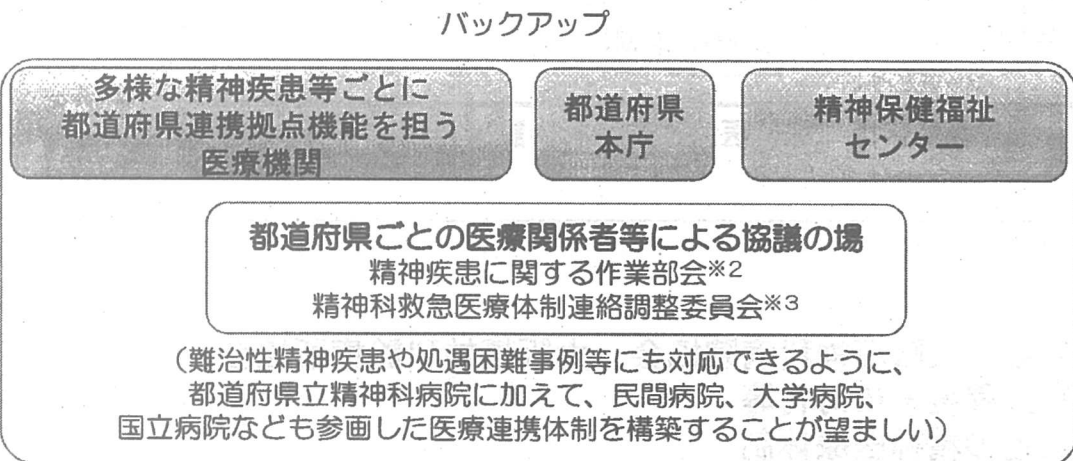 バックアップ
多様な精神疾患等ごとに
都道府県連携拠点機能を担う
医療機関
都道府県
本庁
精神保健福祉
センター
都道府県ごとの医療関係者等による協議の場
精神疾患に関する作業部会※2
精神科救急医療体制連絡調整委員会※3
(難治性精神疾患や処遇困難事例等にも対応できるように、
都道府県立精神科病院に加えて、民間病院、大学病院、
国立病院なども参画した医療連携体制を構築することが望ましい)